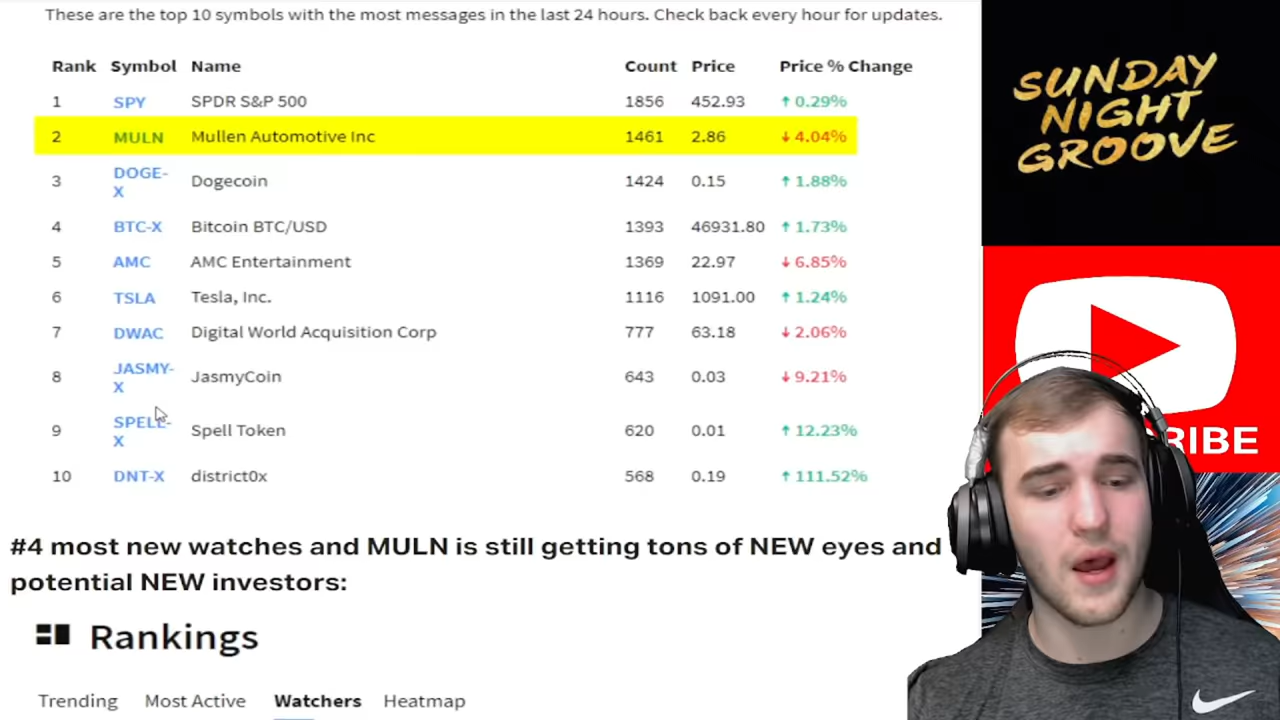 These are the top 10 symbols with the most messages in the last 24 hours. Check back every hour for updates.
Rank Symbol Name Count Price Price % Change
1 SPY SPDR S&P 500 1856 452.93 ↑ 0.29%
2 MULN Mullen Automotive Inc 1461 2.86 ↓ 4.04%
3 DOGE-X Dogecoin 1424 0.15 ↑ 1.88%
4 BTC-X Bitcoin BTC/USD 1393 46931.80 ↑ 1.73%
5 AMC AMC Entertainment 1369 22.97 ↓ 6.85%
6 TSLA Tesla, Inc. 1116 1091.00 ↑ 1.24%
7 DWAC Digital World Acquisition Corp 777 63.18 ↓ 2.06%
8 JASMY-X JasmyCoin 643 0.03 ↓ 9.21%
9 SPELL-X Spell Token 620 0.01 ↑ 12.23%
10 DNT-X district0x 568 0.19 ↑ 111.52%
#4 most new watches and MULN is still getting tons of NEW eyes and
potential NEW investors:
Rankings
Trending Most Active Watchers Heatmap
SUNDAY
NIGHT
GROOVE
RIBE